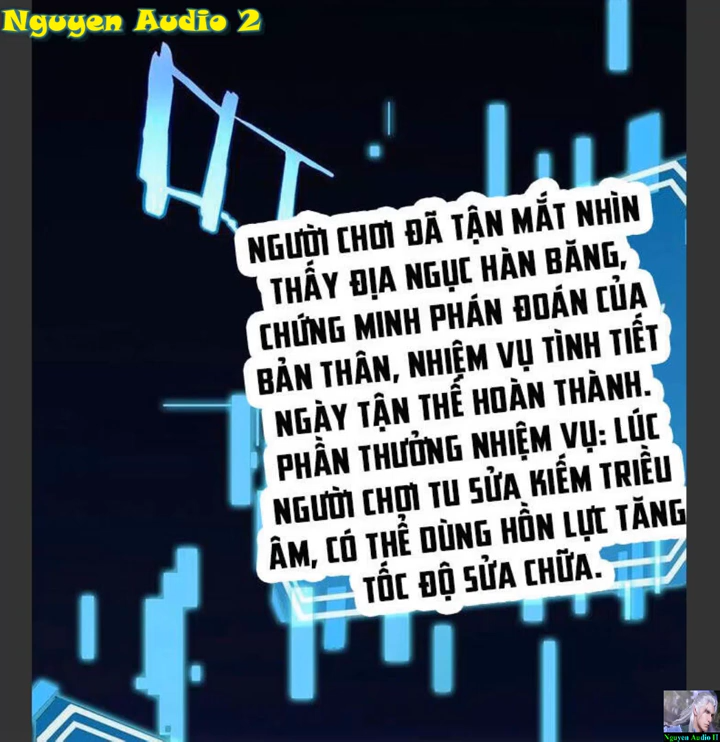 Nguyen Audio 2
NGƯỜI CHƠI ĐÃ TẬN MẮT NHÌN
THẤY ĐỊA NGỤC HÀN BĂNG,
CHỨNG MINH PHÁN ĐOÁN CỦA
BẢN THÂN, NHIỆM VỤ TÌNH TIẾT
NGÀY TẬN THẾ HOÀN THÀNH.
PHẦN THƯỞNG NHIỆM VỤ: LÚC
NGƯỜI CHƠI TU SỬA KIẾM TRIỀU
ÂM, CÓ THỂ DÙNG HỒN LỰC TĂNG
TỐC ĐỘ SỬA CHỮA.
Nguyen Audio II